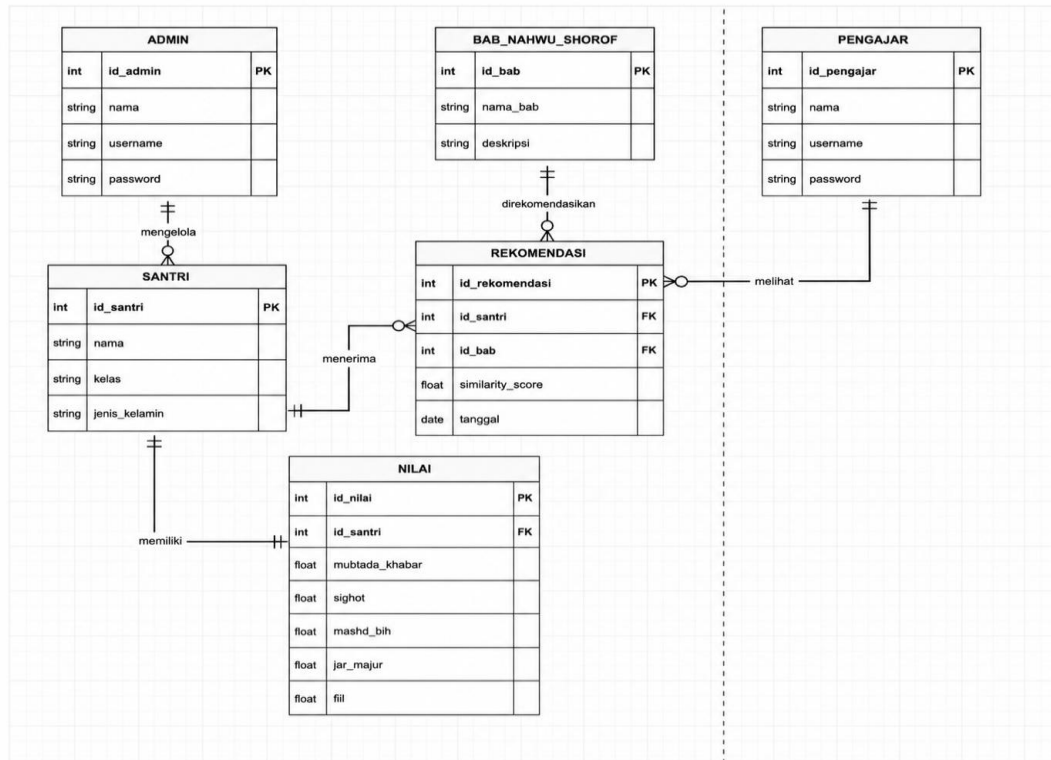 ADMIN
int id_admin PK
string nama
string username
string password
mengelola
SANTRI
int id_santri PK
string nama
string kelas
string jenis_kelamin
menerima
memiliki
BAB_NAHWU_SHOROF
int id_bab PK
string nama_bab
string deskripsi
direkomendasikan
REKOMENDASI
int id_rekomendasi PK
int id_santri FK
int id_bab FK
float similarity_score
date tanggal
NILAI
int id_nilai PK
int id_santri FK
float mubtada_khabar
float sighot
float mashd_bih
float jar_majur
float fiil
PENGAJAR
int id_pengajar PK
string nama
string username
string password
melihat